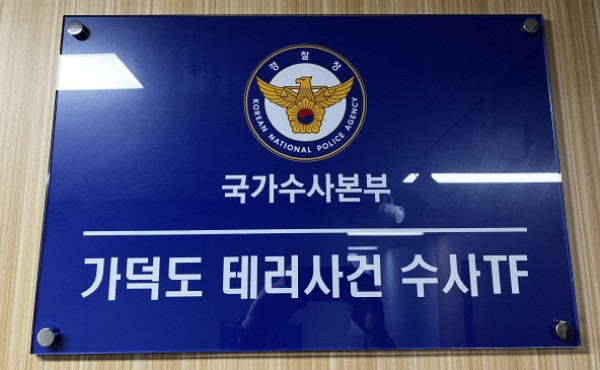 경찰청
KOREAN NATIONAL POLICE AGENCY
국가수사본부
가덕도 테러사건 수사TF